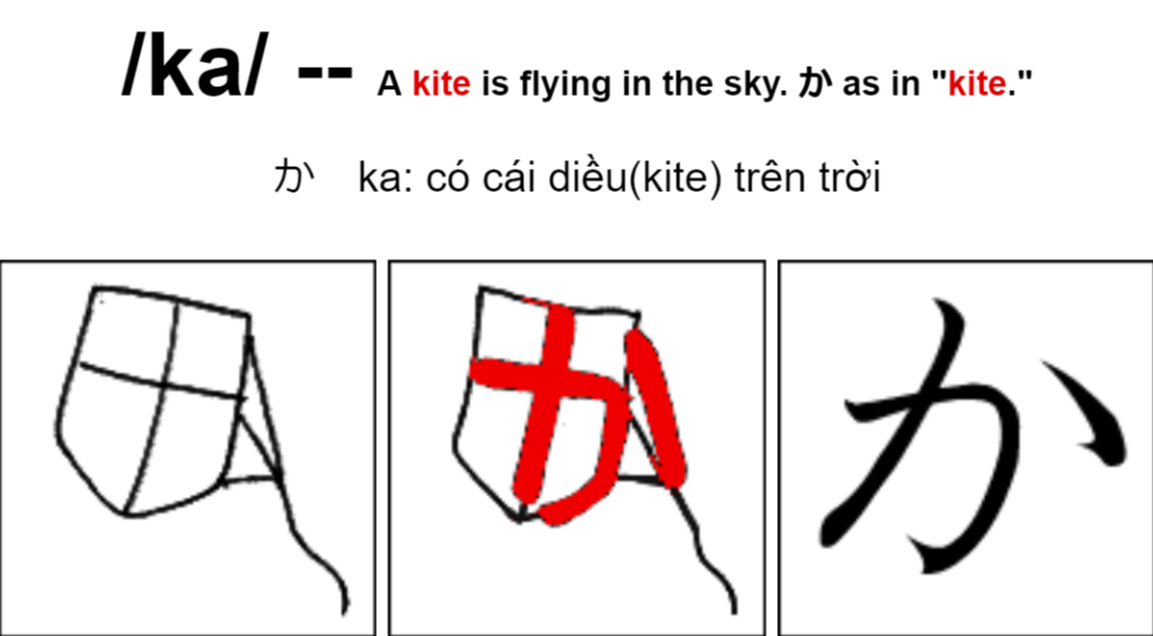 /ka/ -- A kite is flying in the sky. か as in "kite."
か ka: có cái diều(kite) trên trời
か